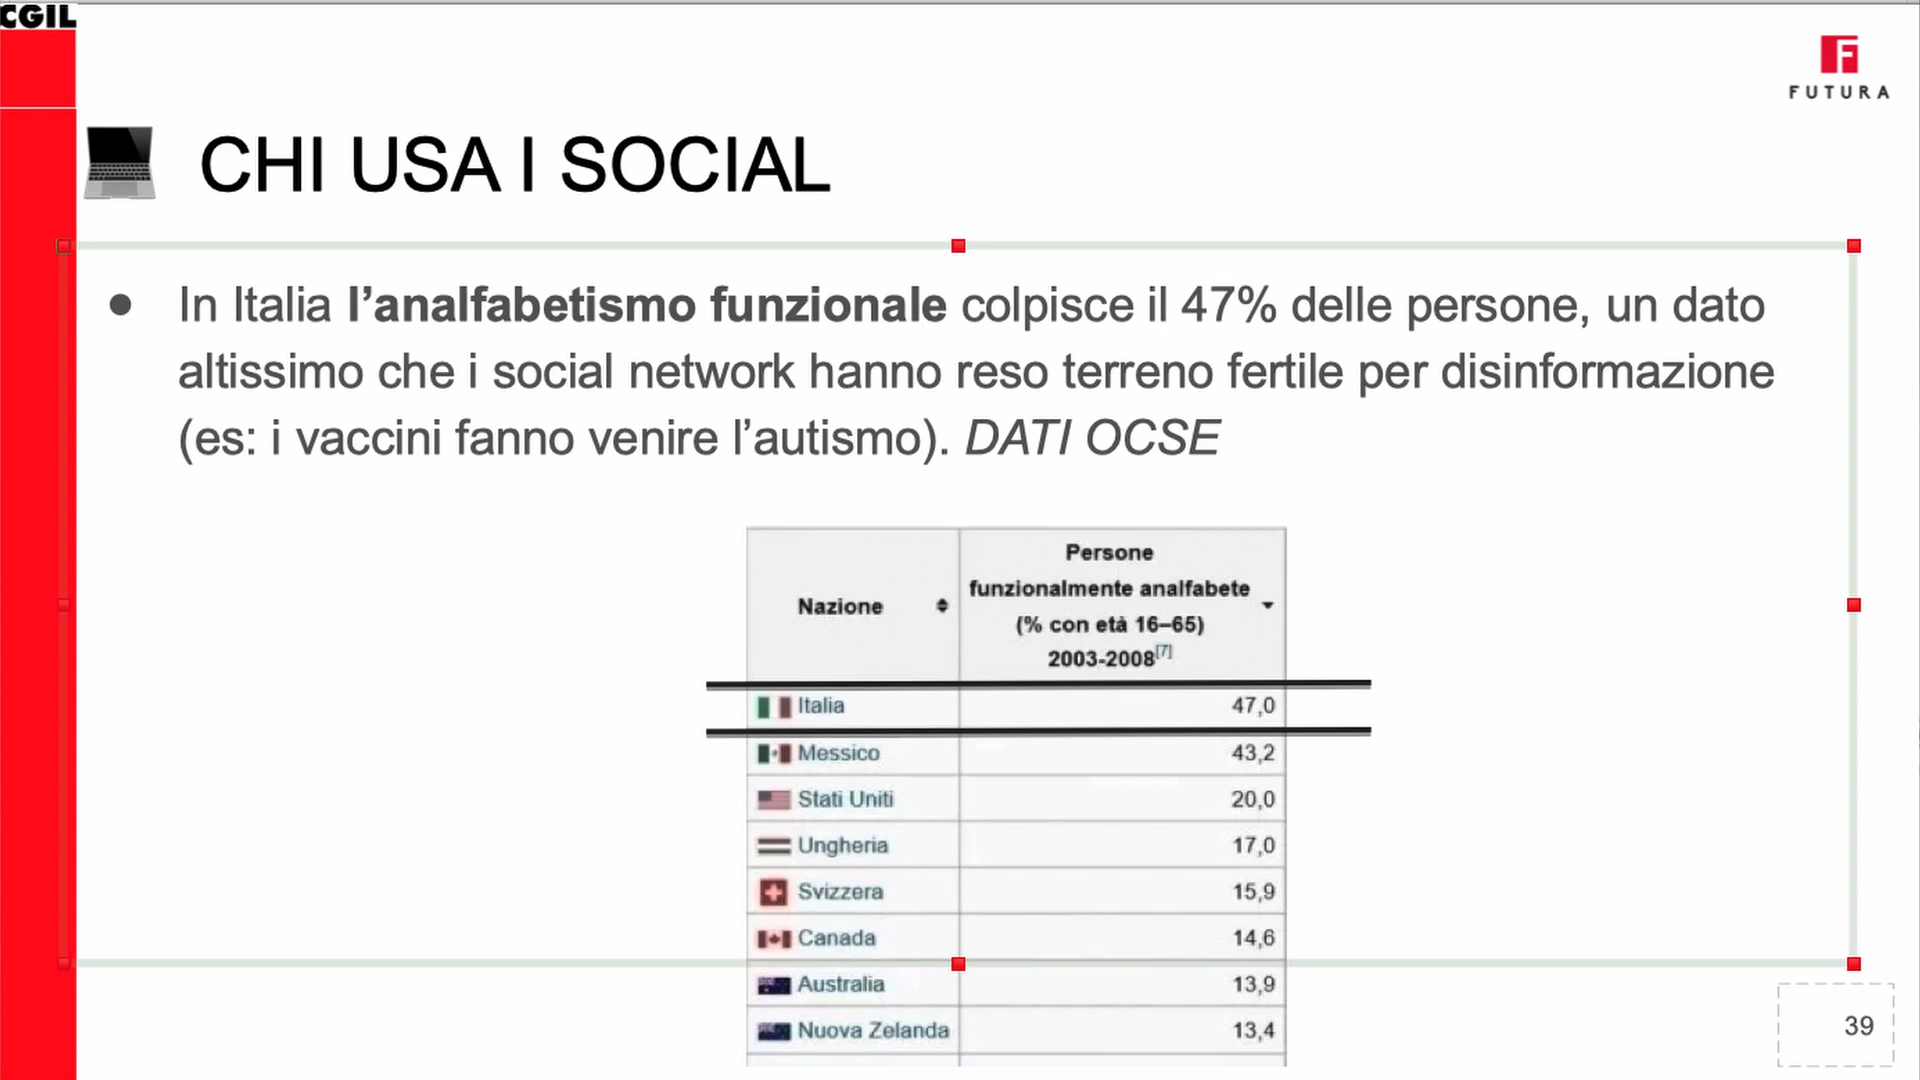 CGIL
FUTURA
CHI USA I SOCIAL
● In Italia l’analfabetismo funzionale colpisce il 47% delle persone, un dato
altissimo che i social network hanno reso terreno fertile per disinformazione
(es: i vaccini fanno venire l’autismo). DATI OCSE
Nazione
Persone
funzionalmente analfabete
(% con età 16–65)
2003-2008[7]
Italia 47,0
Messico 43,2
Stati Uniti 20,0
Ungheria 17,0
Svizzera 15,9
Canada 14,6
Australia 13,9
Nuova Zelanda 13,4
39